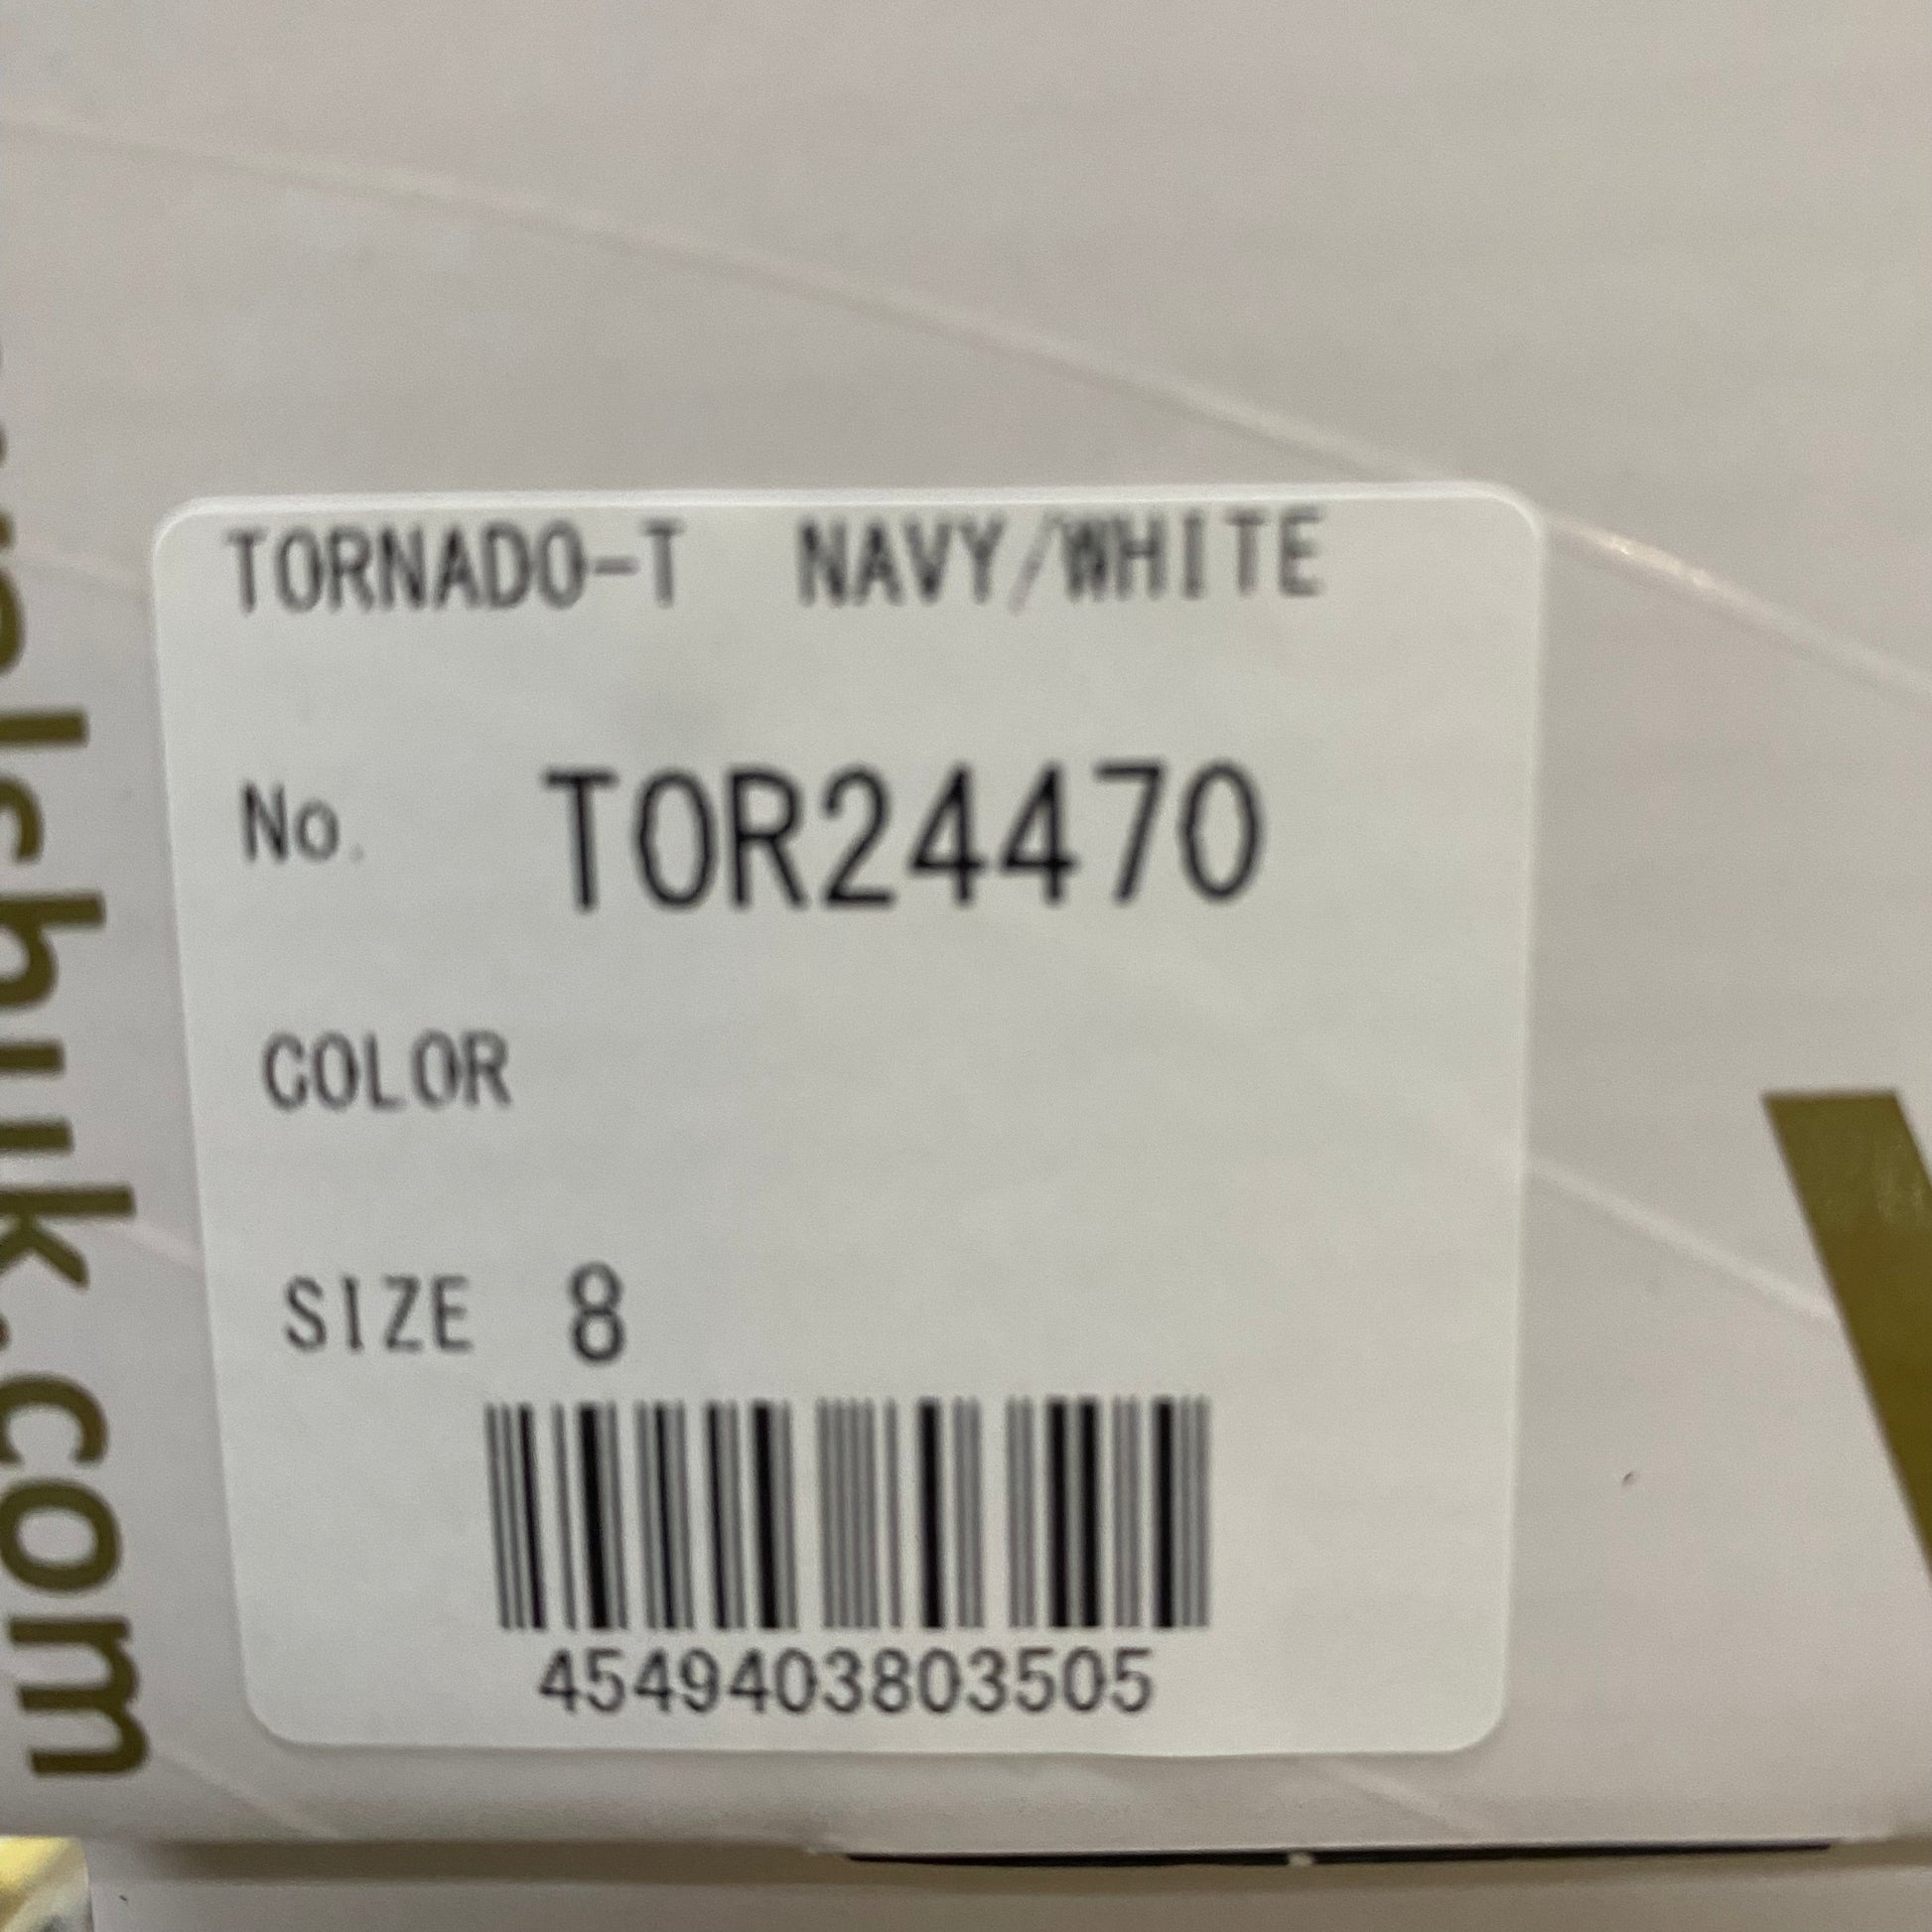 TORNADO-T NAVY/WHITE
No. TOR24470
COLOR
SIZE 8
4549403803505